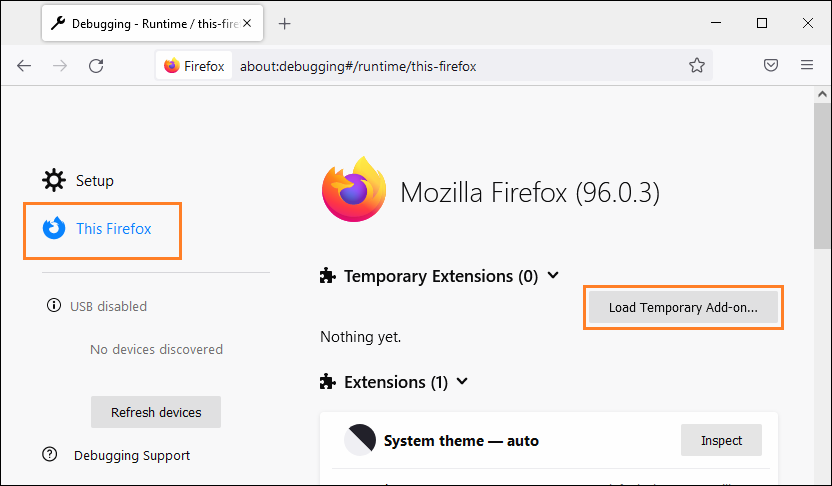 Debugging - Runtime / this-fire
Firefox about:debugging#/runtime/this-firefox
Setup
This Firefox
USB disabled
No devices discovered
Refresh devices
Debugging Support
Mozilla Firefox (96.0.3)
Temporary Extensions (0)
Load Temporary Add-on...
Nothing yet.
Extensions (1)
System theme — auto
Inspect